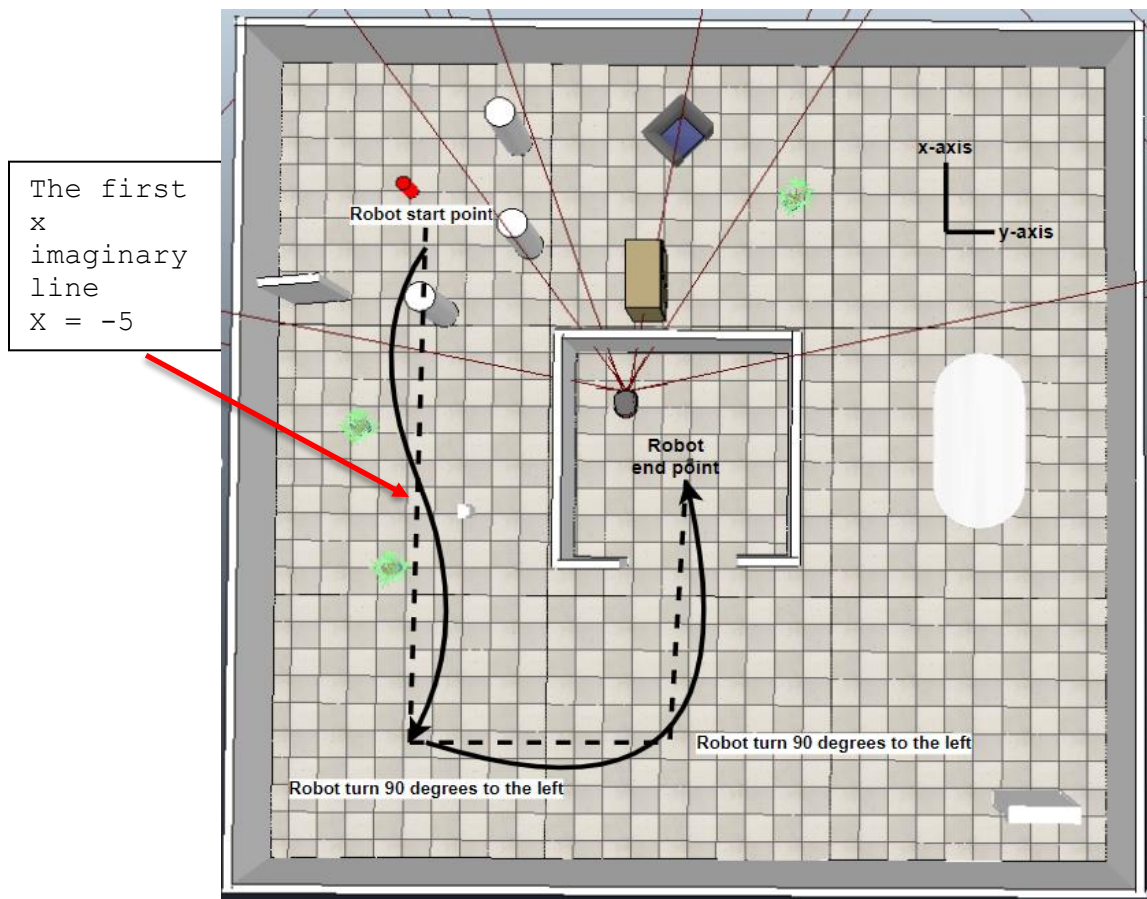 The first
x
imaginary
line
X = -5
x-axis
y-axis
Robot start point
Robot
end point
Robot turn 90 degrees to the left
Robot turn 90 degrees to the left